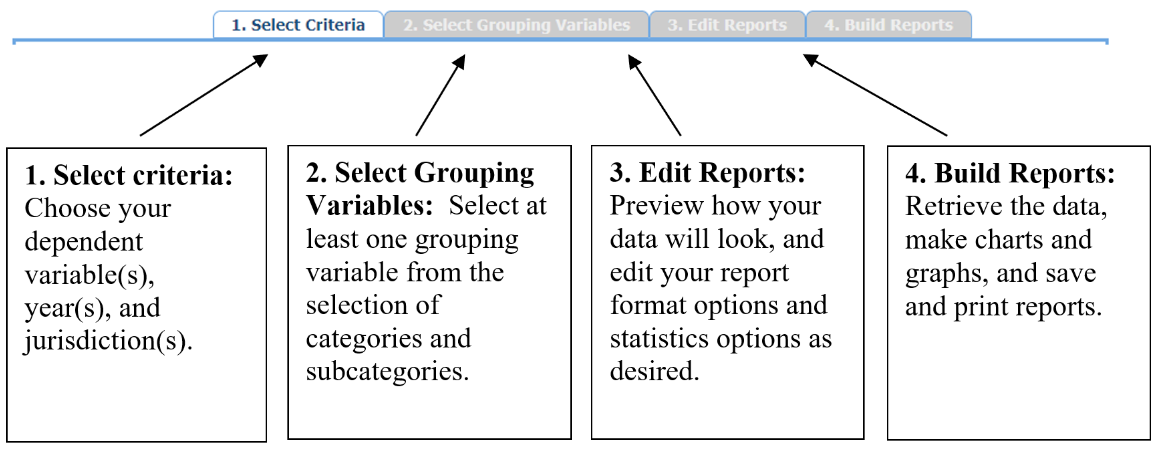 1. Select Criteria 2. Select Grouping Variables 3. Edit Reports 4. Build Reports
1. Select criteria:
Choose your
dependent
variable(s),
year(s), and
jurisdiction(s).
2. Select Grouping
Variables:  Select at
least one grouping
variable from the
selection of
categories and
subcategories.
3. Edit Reports:
Preview how your
data will look, and
edit your report
format options and
statistics options as
desired.
4. Build Reports:
Retrieve the data,
make charts and
graphs, and save
and print reports.